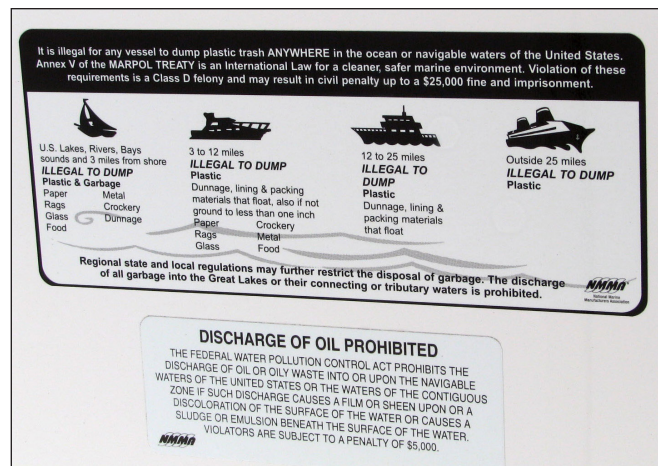 It is illegal for any vessel to dump plastic trash ANYWHERE in the ocean or navigable waters of the United States.
Annex V of the MARPOL TREATY is an International Law for a cleaner, safer marine environment. Violation of these
requirements is a Class D felony and may result in civil penalty up to a $25,000 fine and imprisonment.
U.S. Lakes, Rivers, Bays
sounds and 3 miles from shore
ILLEGAL TO DUMP
Plastic & Garbage
Paper Metal
Rags Crockery
Glass Dunnage
Food
3 to 12 miles
ILLEGAL TO DUMP
Plastic
Dunnage, lining & packing
materials that float, also if not
ground to less than one inch
Paper Crockery
Rags Metal
Glass Food
12 to 25 miles
ILLEGAL TO
DUMP
Plastic
Dunnage, lining &
packing materials
that float
Outside 25 miles
ILLEGAL TO DUMP
Plastic
Regional state and local regulations may further restrict the disposal of garbage. The discharge
of all garbage into the Great Lakes or their connecting or tributary waters is prohibited.
NMMA
National Marine
Manufacturers Association
DISCHARGE OF OIL PROHIBITED
THE FEDERAL WATER POLLUTION CONTROL ACT PROHIBITS THE
DISCHARGE OF OIL OR OILY WASTE INTO OR UPON THE NAVIGABLE
WATERS OF THE UNITED STATES OR THE WATERS OF THE CONTIGUOUS
ZONE IF SUCH DISCHARGE CAUSES A FILM OR SHEEN UPON OR A
DISCOLORATION OF THE SURFACE OF THE WATER OR CAUSES A
SLUDGE OR EMULSION BENEATH THE SURFACE OF THE WATER.
VIOLATORS ARE SUBJECT TO A PENALTY OF $5,000.
NMMA